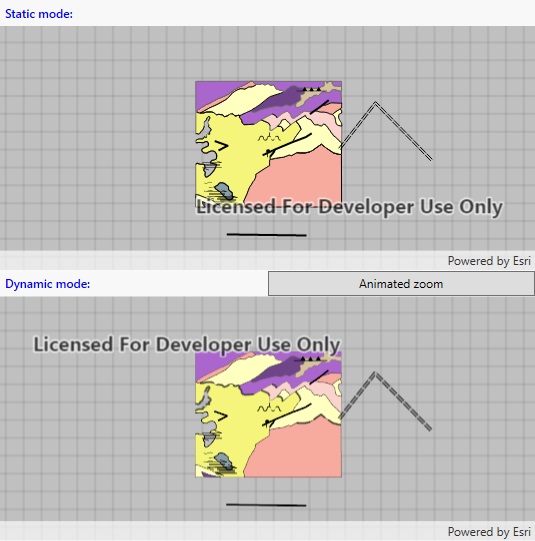 Static mode:
Licensed For Developer Use Only
Powered by Esri
Dynamic mode:
Animated zoom
Licensed For Developer Use Only
Powered by Esri